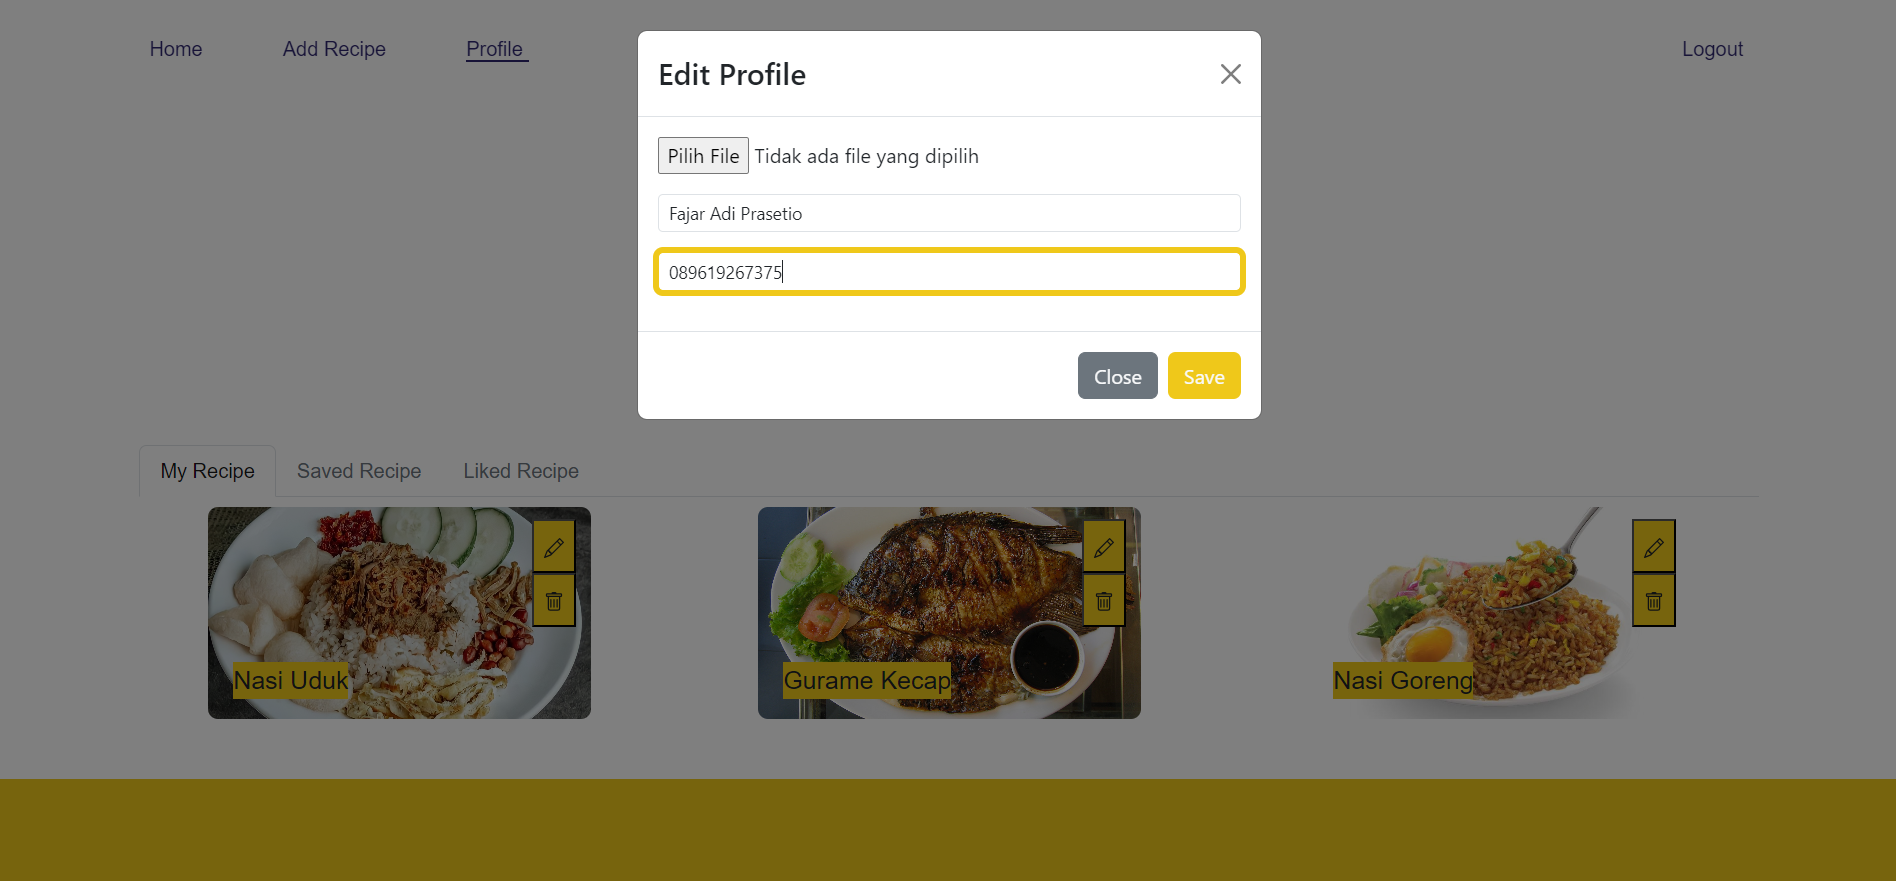 Home
Add Recipe
Profile
Logout
Edit Profile
Pilih File Tidak ada file yang dipilih
Fajar Adi Prasetio
089619267375
Close
Save
My Recipe
Saved Recipe
Liked Recipe
Nasi Uduk
Gurame Kecap
Nasi Goreng